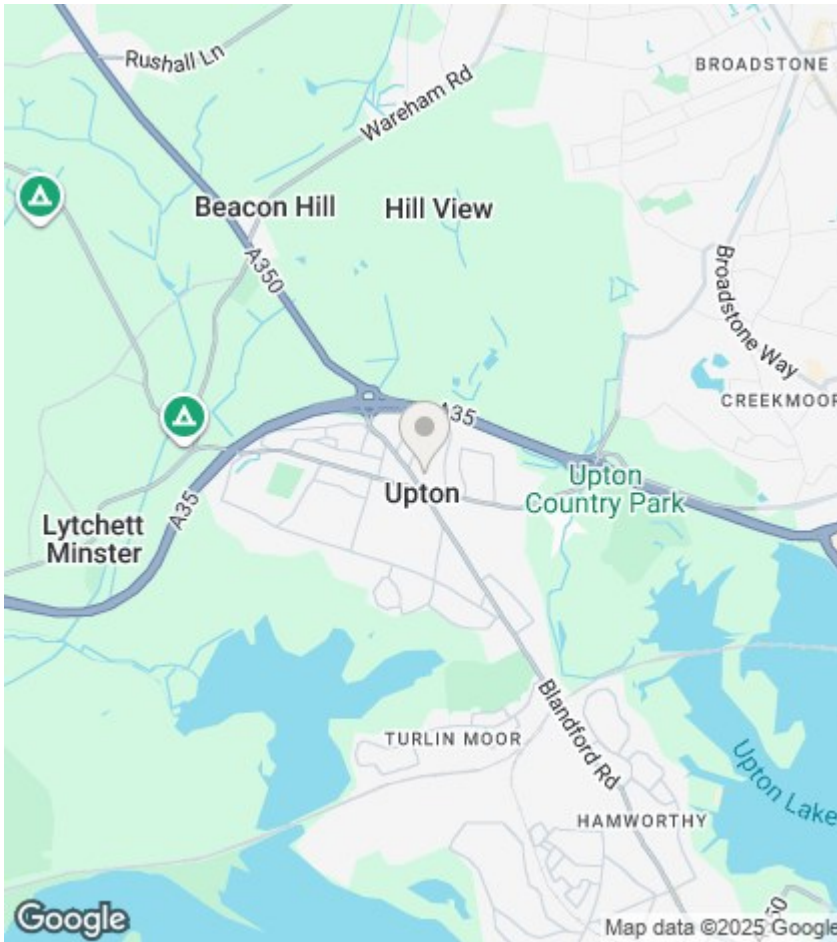 Rushall Ln
Wareham Rd
BROADSTONE
Beacon Hill
Hill View
A350
Broadstone Way
CREEKMOOR
A35
Upton
Upton
Country Park
Lytchett
Minster
A35
Blandford Rd
TURLIN MOOR
Upton Lake
HAMWORTHY
Google
Map data ©2025 Google